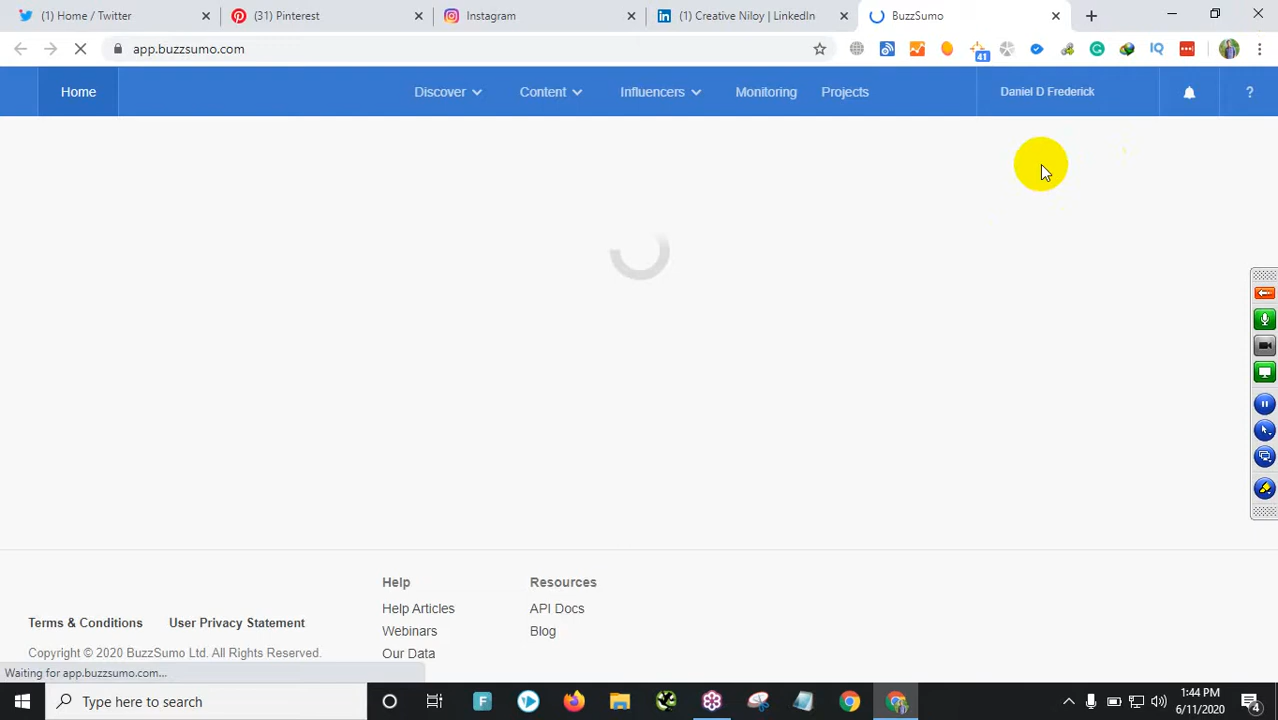 (1) Home / Twitter
(31) Pinterest
Instagram
(1) Creative Niloy | LinkedIn
BuzzSumo
app.buzzsumo.com
41
IQ
Home
Discover
Content
Influencers
Monitoring
Projects
Daniel D Frederick
?
Help
Resources
Help Articles
API Docs
Terms & Conditions
User Privacy Statement
Webinars
Blog
Copyright © 2020 BuzzSumo Ltd. All Rights Reserved.
Our Data
Waiting for app.buzzsumo.com...
Type here to search
F
1:44 PM
6/11/2020
4